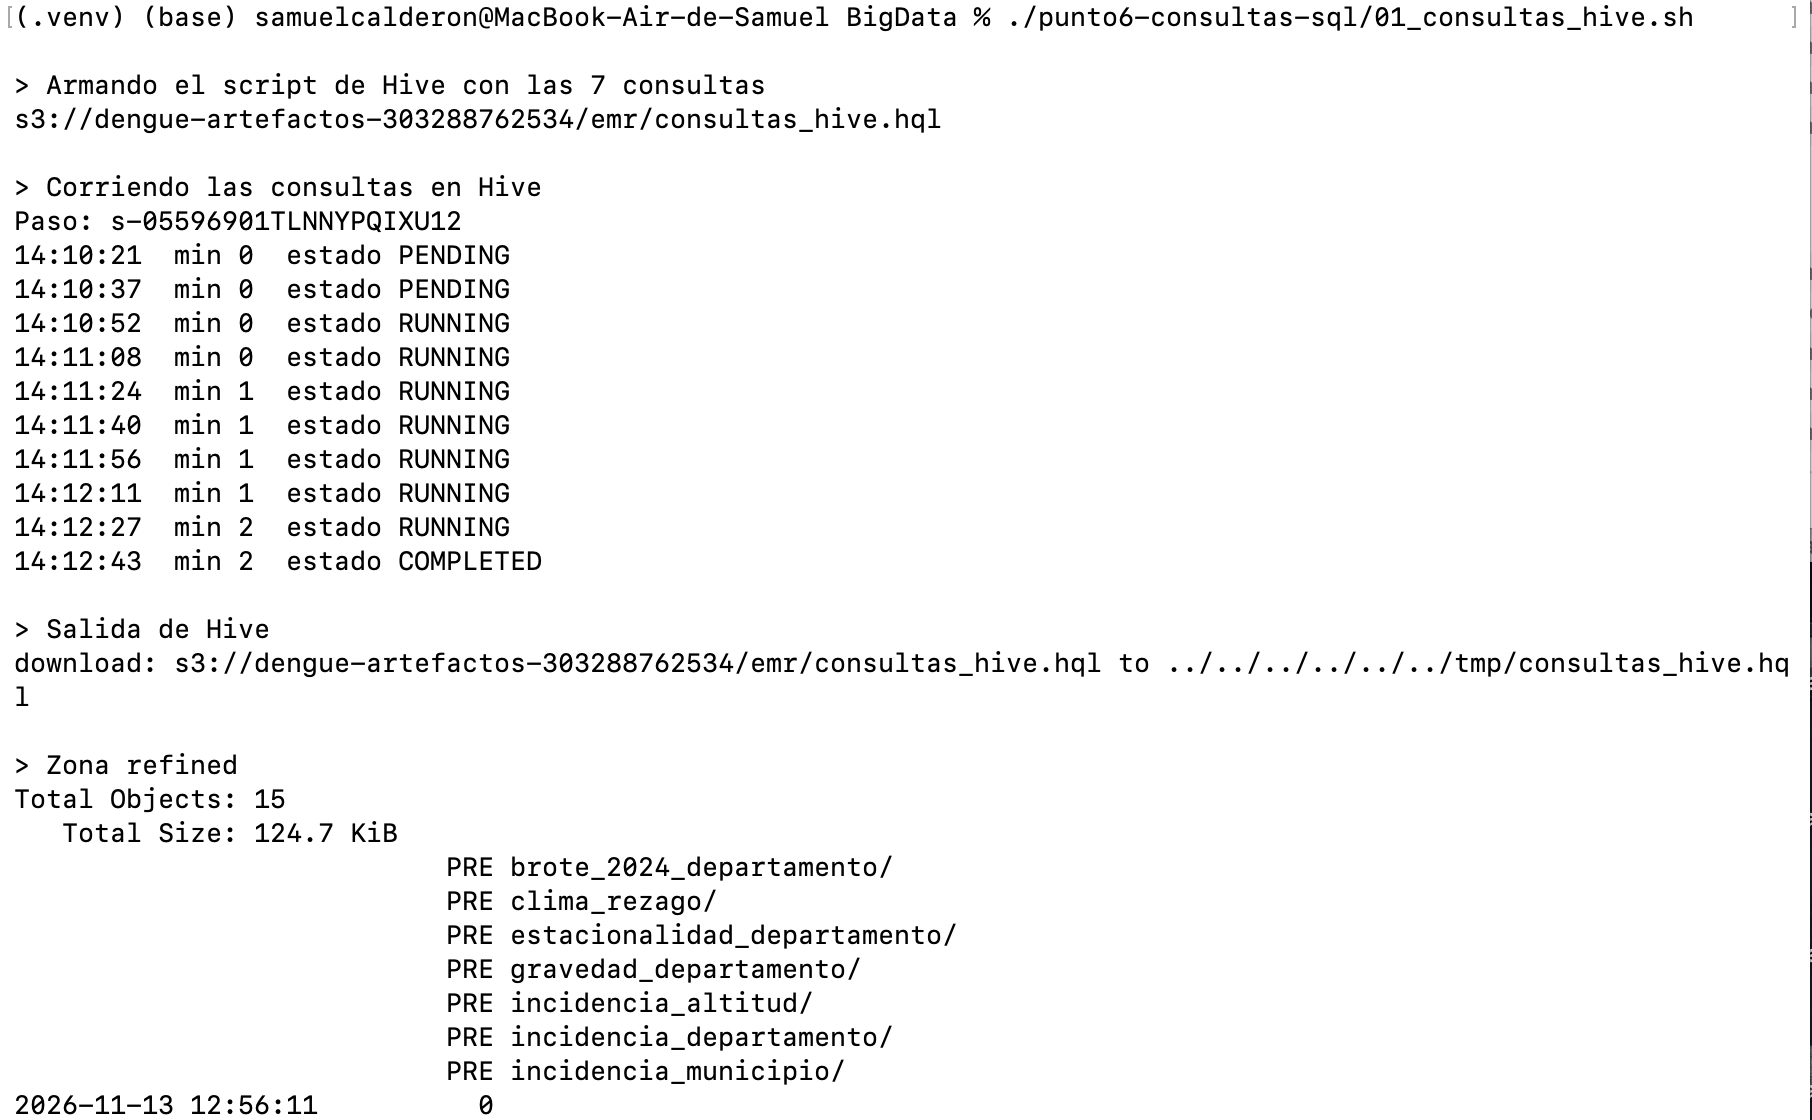 [(.venv) (base) samuelcalderon@MacBook-Air-de-Samuel BigData % ./punto6-consultas-sql/01_consultas_hive.sh ]
> Armando el script de Hive con las 7 consultas
s3://dengue-artefactos-303288762534/emr/consultas_hive.hql
> Corriendo las consultas en Hive
Paso: s-05596901TLNNYPQIXU12
14:10:21  min 0  estado PENDING
14:10:37  min 0  estado PENDING
14:10:52  min 0  estado RUNNING
14:11:08  min 0  estado RUNNING
14:11:24  min 1  estado RUNNING
14:11:40  min 1  estado RUNNING
14:11:56  min 1  estado RUNNING
14:12:11  min 1  estado RUNNING
14:12:27  min 2  estado RUNNING
14:12:43  min 2  estado COMPLETED
> Salida de Hive
download: s3://dengue-artefactos-303288762534/emr/consultas_hive.hql to ../../../../../../tmp/consultas_hive.hq
l
> Zona refined
Total Objects: 15
Total Size: 124.7 KiB
PRE brote_2024_departamento/
PRE clima_rezago/
PRE estacionalidad_departamento/
PRE gravedad_departamento/
PRE incidencia_altitud/
PRE incidencia_departamento/
PRE incidencia_municipio/
2026-11-13 12:56:11          0